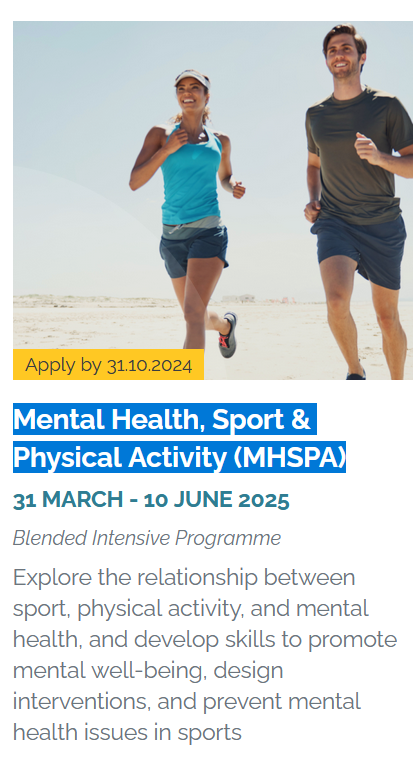 Apply by 31.10.2024
Mental Health, Sport &
Physical Activity (MHSPA)
31 MARCH - 10 JUNE 2025
Blended Intensive Programme
Explore the relationship between
sport, physical activity, and mental
health, and develop skills to promote
mental well-being, design
interventions, and prevent mental
health issues in sports